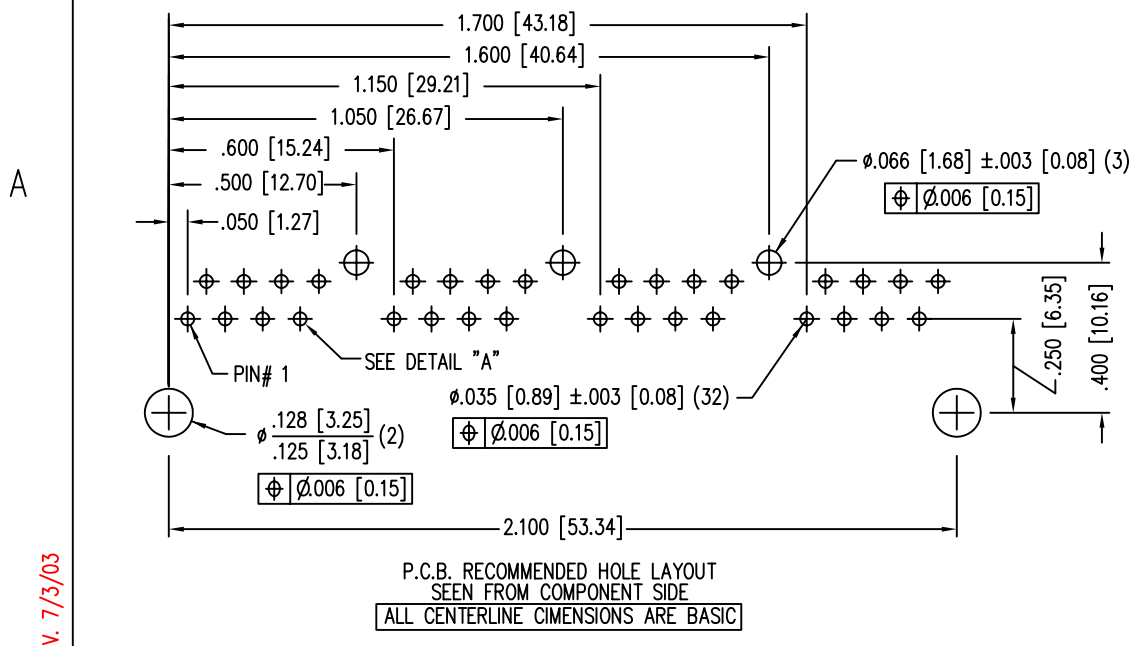 1.700 [43.18]
1.600 [40.64]
1.150 [29.21]
1.050 [26.67]
.600 [15.24]
.500 [12.70]
.050 [1.27]
A
ø.066 [1.68] ±.003 [0.08] (3)
⌖ Ø.006 [0.15]
.250 [6.35]
.400 [10.16]
PIN# 1
SEE DETAIL "A"
ø.035 [0.89] ±.003 [0.08] (32)
⌖ Ø.006 [0.15]
ø .128 [3.25]
.125 [3.18] (2)
⌖ Ø.006 [0.15]
2.100 [53.34]
P.C.B. RECOMMENDED HOLE LAYOUT
SEEN FROM COMPONENT SIDE
ALL CENTERLINE CIMENSIONS ARE BASIC
V. 7/3/03